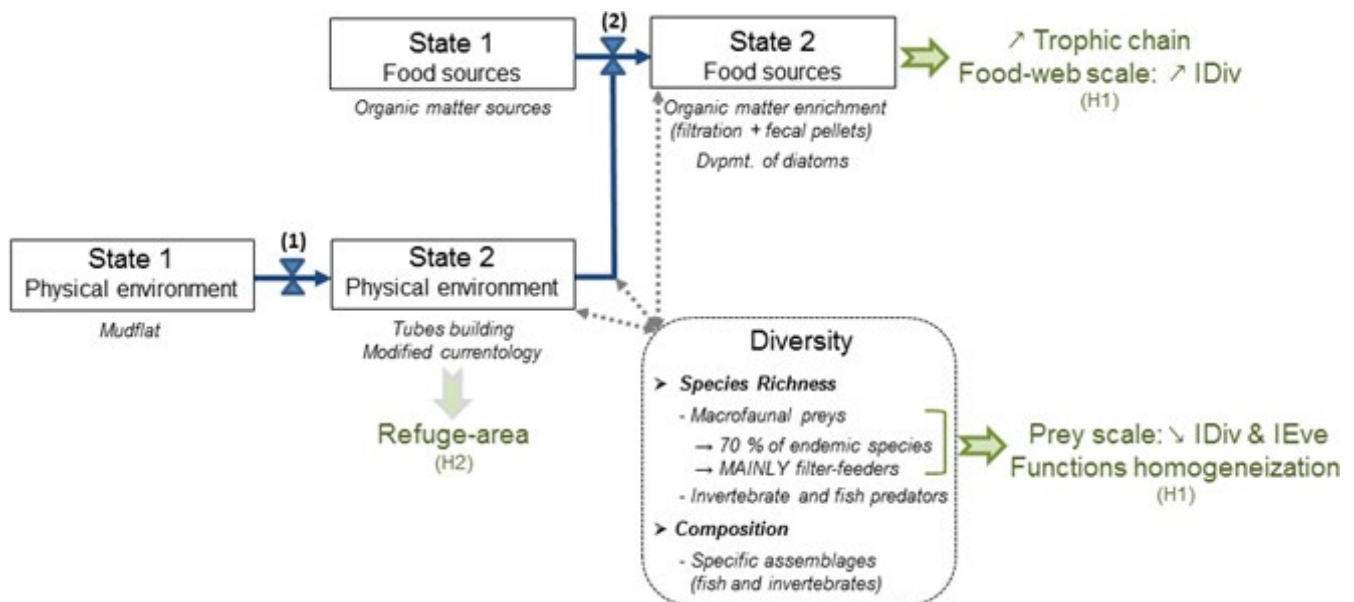 (2)
State 1
Food sources
Organic matter sources
State 2
Food sources
Organic matter enrichment
(filtration + fecal pellets)
Dvpmt. of diatoms
↗ Trophic chain
Food-web scale: ↗ IDiv
(H1)
State 1
Physical environment
Mudflat
(1)
State 2
Physical environment
Tubes building
Modified currentology
Refuge-area
(H2)
Diversity
➤ Species Richness
- Macrofaunal preys
→ 70 % of endemic species
→ MAINLY filter-feeders
- Invertebrate and fish predators
➤ Composition
- Specific assemblages
(fish and invertebrates)
Prey scale: ↘ IDiv & IEve
Functions homogeneization
(H1)